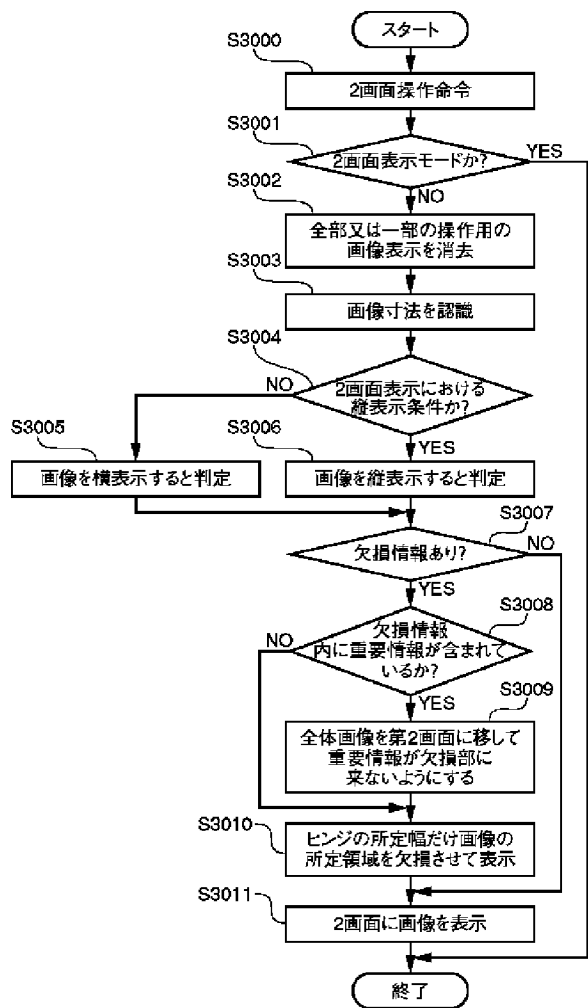 スタート
S3000
2画面操作命令
S3001
2画面表示モードか?
YES
NO
S3002
全部又は一部の操作用の
画像表示を消去
S3003
画像寸法を認識
S3004
NO
2画面表示における
縦表示条件か?
YES
S3005
画像を横表示すると判定
S3006
画像を縦表示すると判定
S3007
欠損情報あり?
NO
YES
S3008
NO
欠損情報
内に重要情報が含まれて
いるか?
YES
S3009
全体画像を第2画面に移して
重要情報が欠損部に
来ないようにする
S3010
ヒンジの所定幅だけ画像の
所定領域を欠損させて表示
S3011
2画面に画像を表示
終了